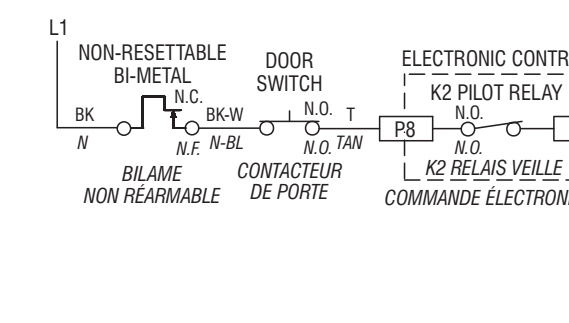 L1
NON-RESETTABLE
BI-METAL
N.C.
BK
N
N.F.
BILAME
NON RÉARMABLE
BK-W
N-BL
DOOR
SWITCH
N.O.
N.O.
CONTACTEUR
DE PORTE
T
TAN
P8
ELECTRONIC CONTR
K2 PILOT RELAY
N.O.
N.O.
K2 RELAIS VEILLE
COMMANDE ÉLECTRON